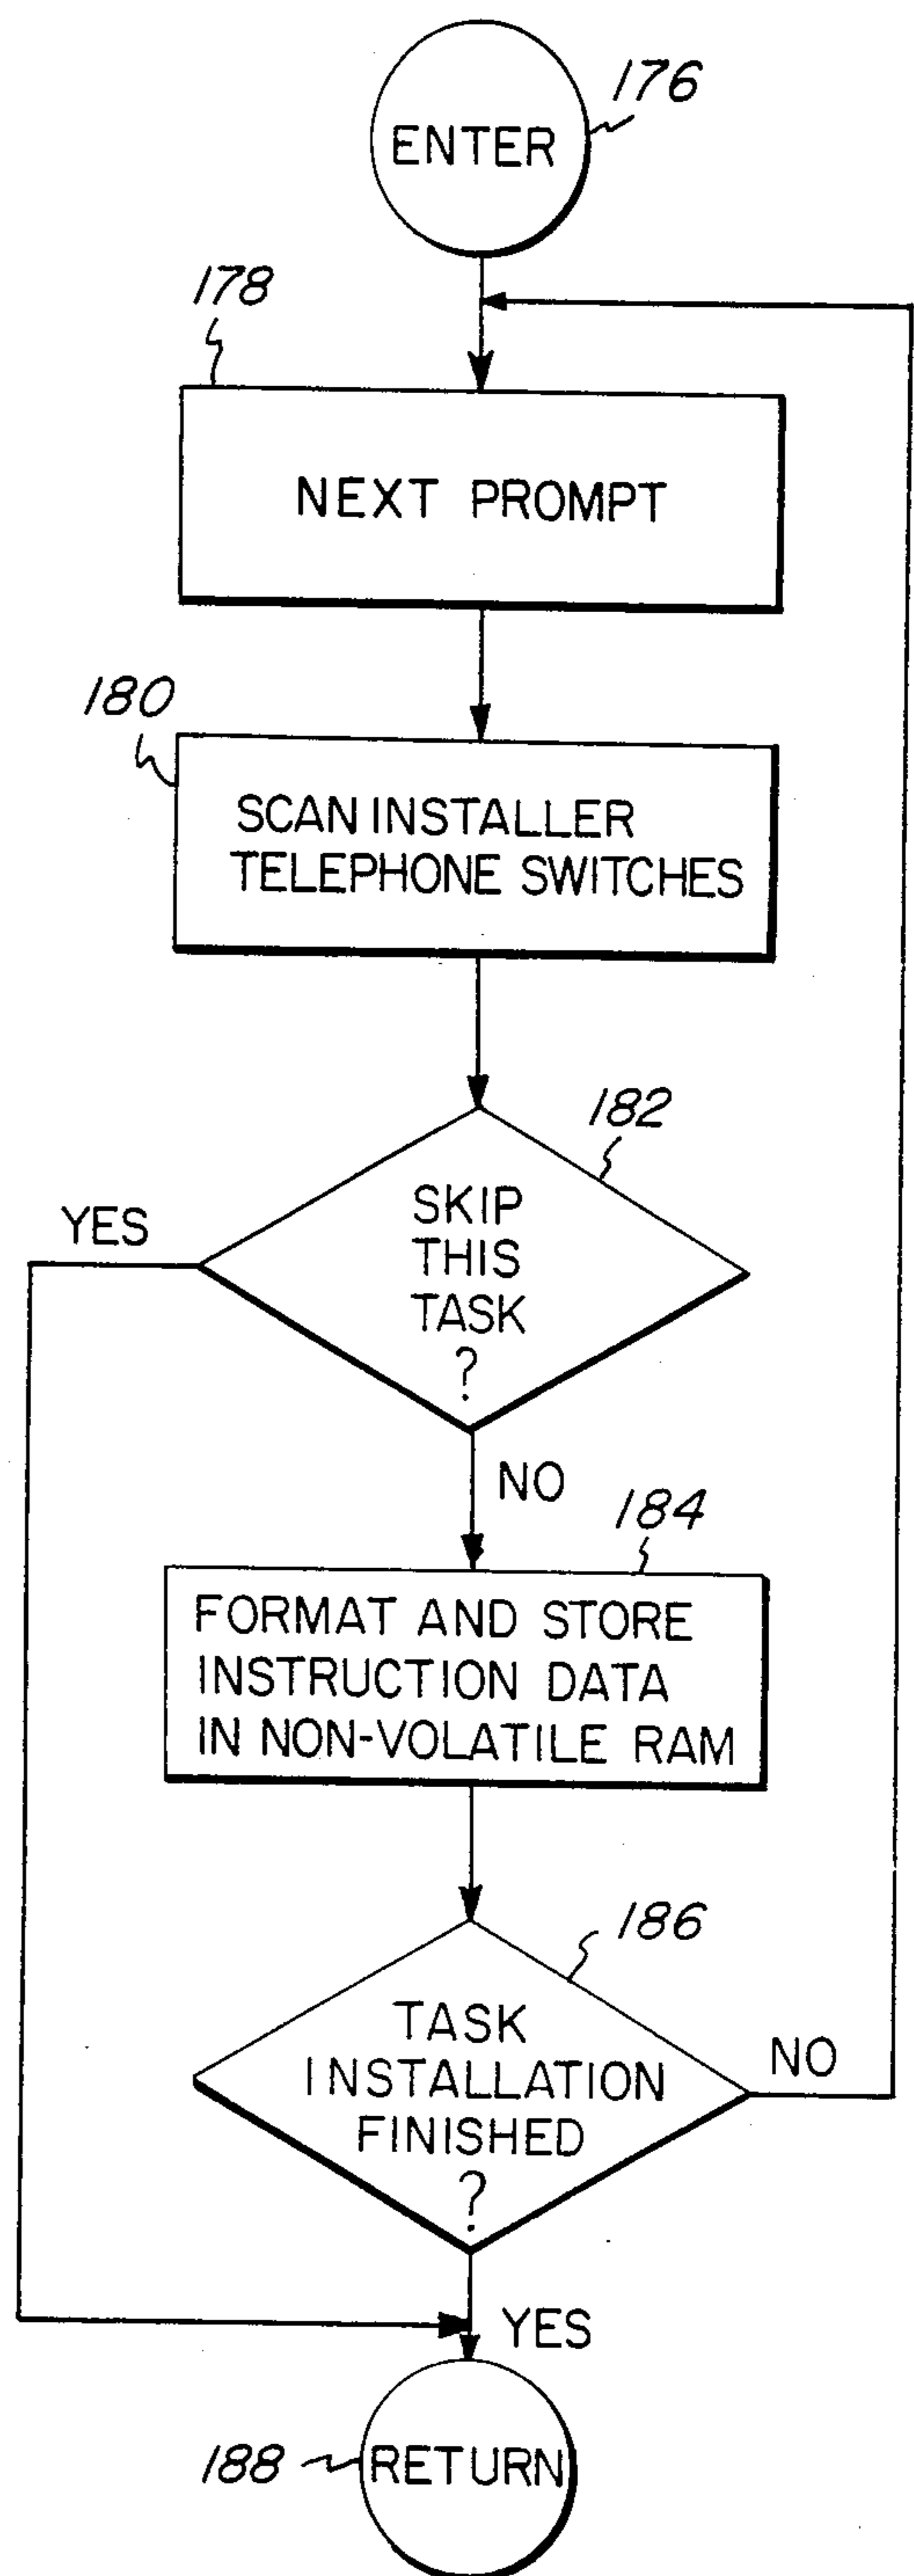 176
ENTER
178
NEXT PROMPT
180
SCAN INSTALLER
TELEPHONE SWITCHES
182
YES
SKIP
THIS
TASK
?
NO
184
FORMAT AND STORE
INSTRUCTION DATA
IN NON-VOLATILE RAM
186
TASK
INSTALLATION
FINISHED
?
NO
YES
188
RETURN